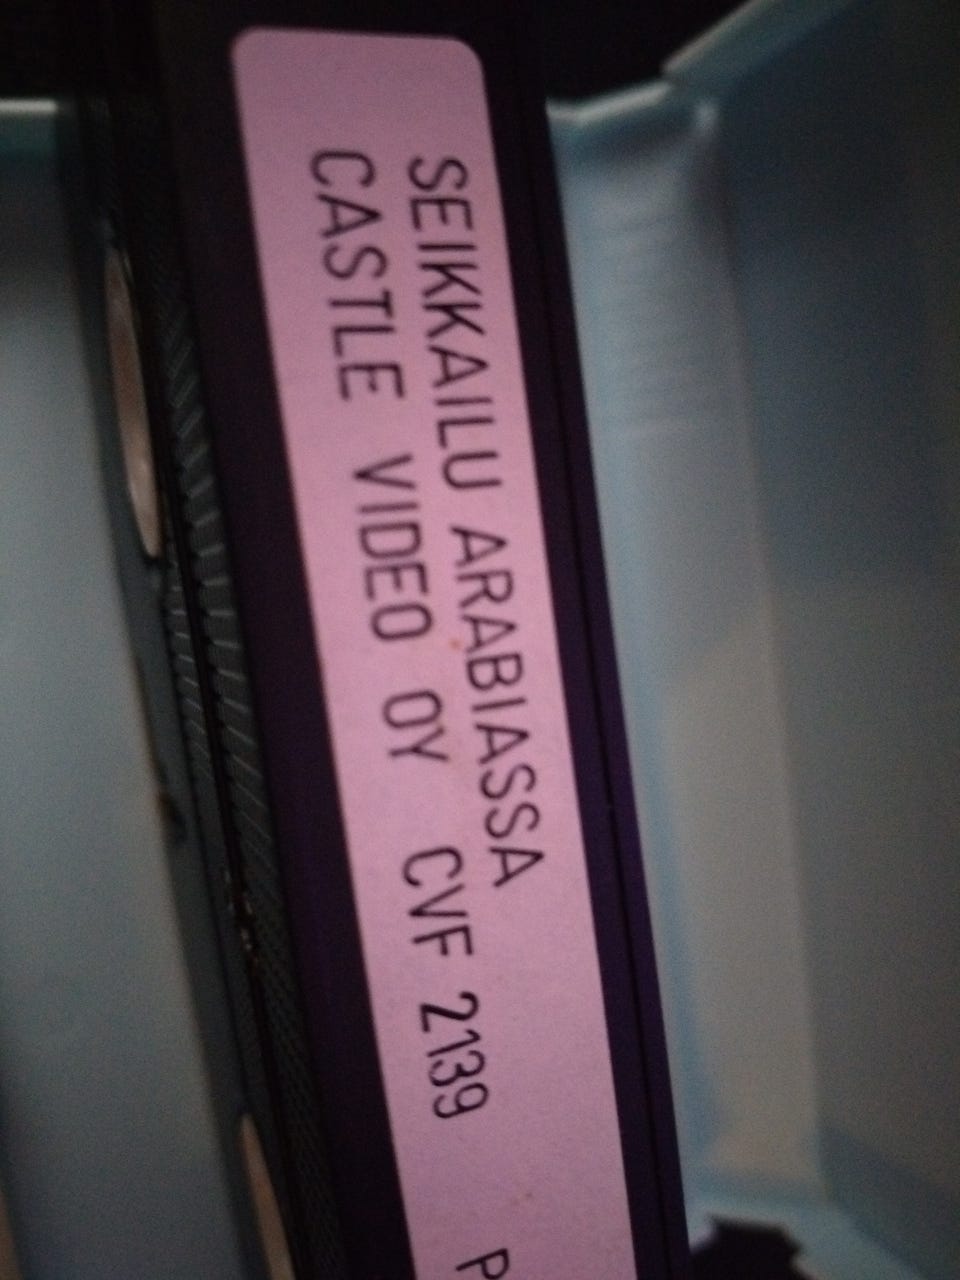 SEIKKAILU ARABIASSA
CASTLE VIDEO OY CVF 2139 P